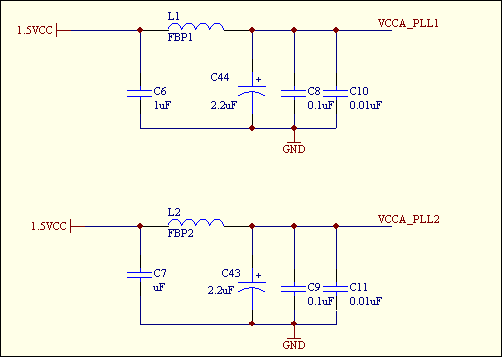 L1
1.5VCC
VCCA_PLL1
FBP1
C6
1uF
C44
2.2uF
+
C8
0.1uF
C10
0.01uF
GND
L2
1.5VCC
VCCA_PLL2
FBP2
C7
uF
C43
2.2uF
+
C9
0.1uF
C11
0.01uF
GND